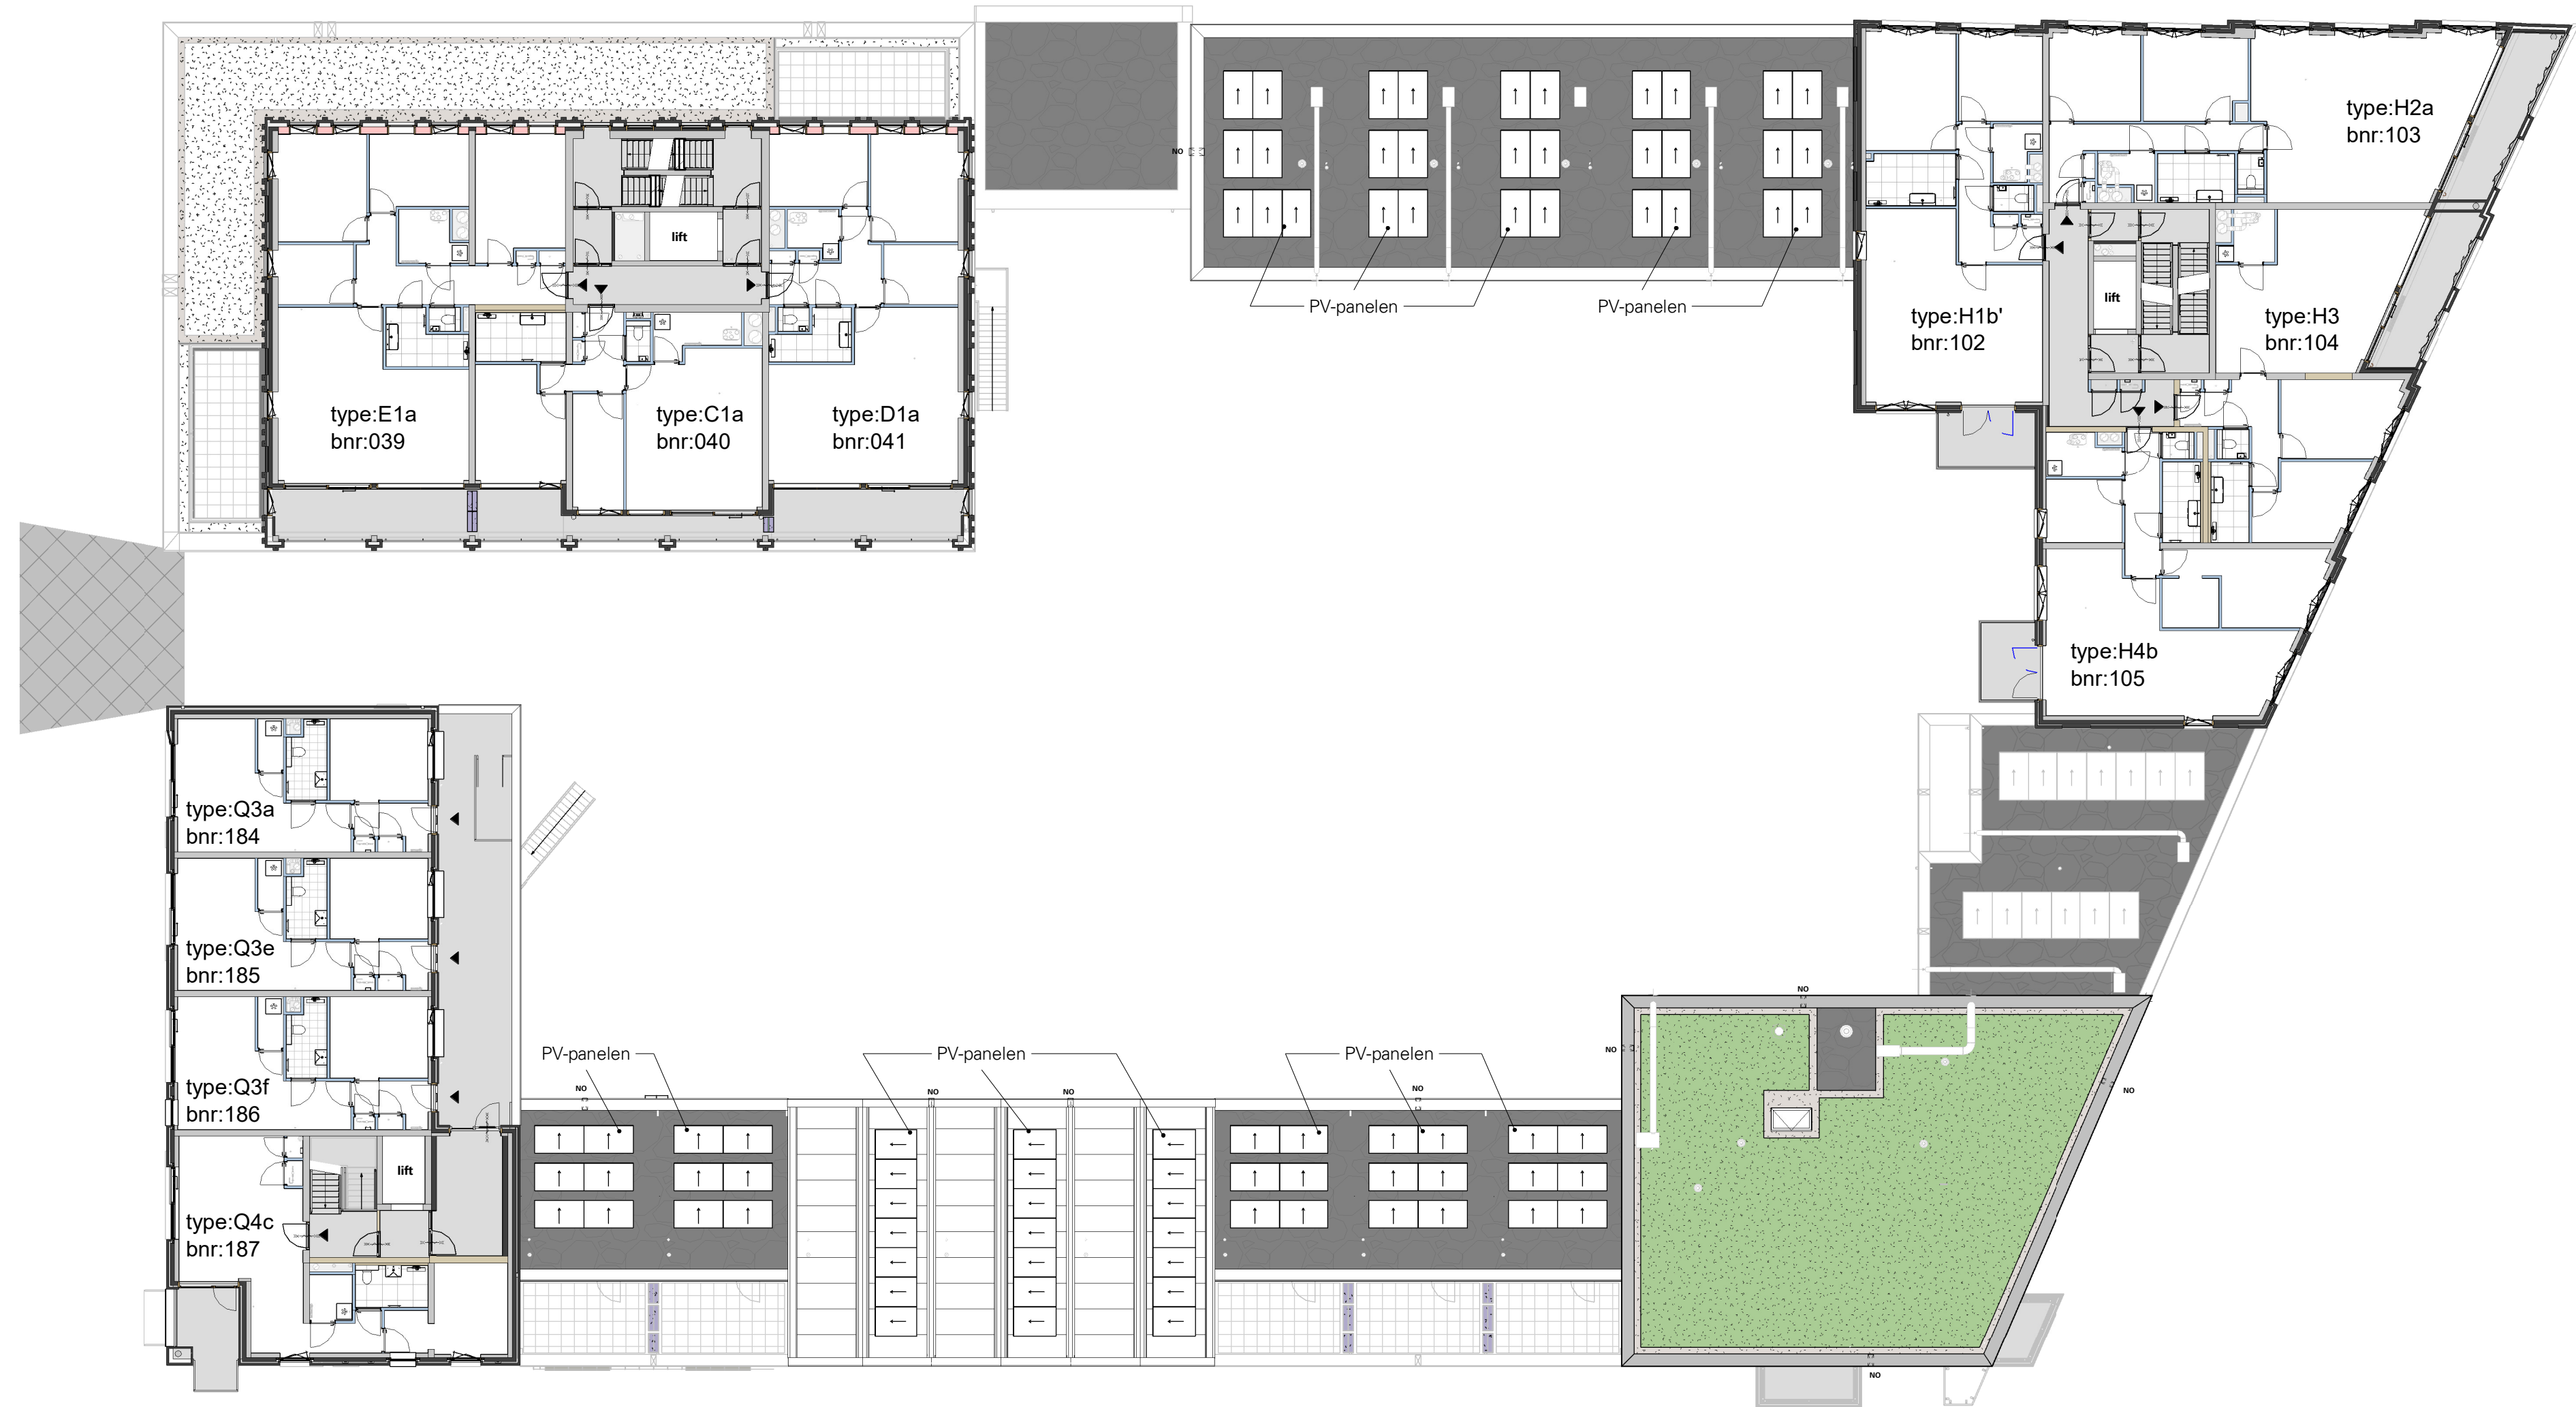 type:H2a
bnr:103
NO
lift
lift
PV-panelen
PV-panelen
type:H1b'
bnr:102
type:H3
bnr:104
type:E1a
bnr:039
type:C1a
bnr:040
type:D1a
bnr:041
type:H4b
bnr:105
type:Q3a
bnr:184
type:Q3e
bnr:185
NO
type:Q3f
bnr:186
PV-panelen
PV-panelen
PV-panelen
NO
NO
NO
NO
NO
NO
lift
type:Q4c
bnr:187
NO